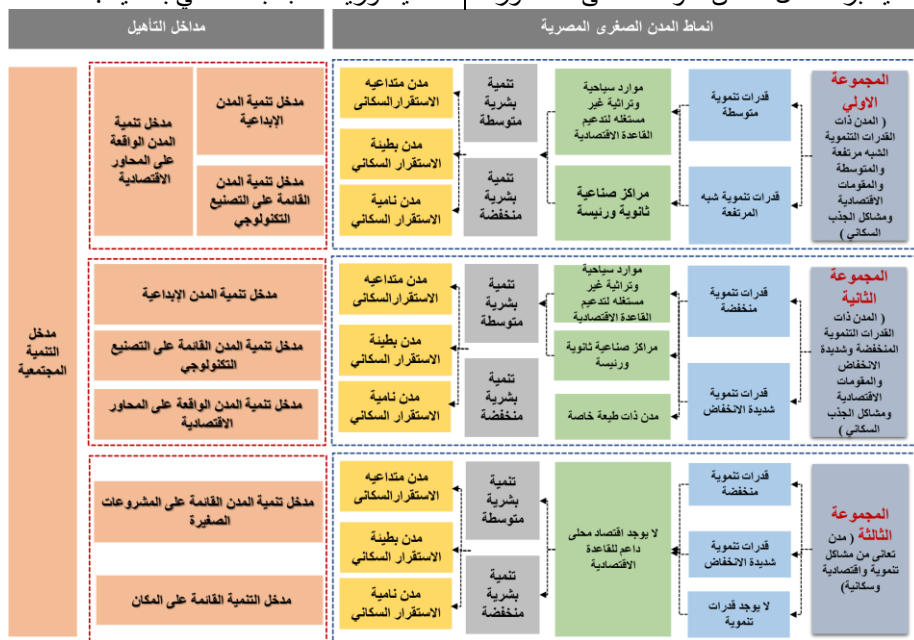 انماط المدن الصغرى المصرية
مداخل التأهيل
المجموعة
الاولي
( المدن ذات
القدرات التنموية
الشبه مرتفعة
والمتوسطة
والمقومات
الاقتصادية
ومشاكل الجذب
السكاني )
قدرات تنموية
متوسطة
قدرات تنموية شبه
المرتفعة
موارد سياحية
وتراثية غير
مستغله لتدعيم
القاعدة الاقتصادية
مراكز صناعية
ثانوية ورئيسة
تنمية
بشرية
متوسطة
تنمية
بشرية
منخفضة
مدن متداعيه
الاستقرار السكاني
مدن بطيئة
الاستقرار السكاني
مدن نامية
الاستقرار السكاني
مدخل تنمية المدن
الإبداعية
مدخل تنمية المدن
القائمة على التصنيع
التكنولوجي
مدخل تنمية
المدن الواقعة
على المحاور
الاقتصادية
المجموعة
الثانية
( المدن ذات
القدرات التنموية
المنخفضة وشديدة
الانخفاض
والمقومات
الاقتصادية
ومشاكل الجذب
السكاني )
قدرات تنموية
منخفضة
قدرات تنموية
شديدة الانخفاض
موارد سياحية
وتراثية غير
مستغله لتدعيم
القاعدة الاقتصادية
مراكز صناعية ثانوية
ورئيسة
مدن ذات طبعة خاصة
تنمية
بشرية
متوسطة
تنمية
بشرية
منخفضة
مدن متداعيه
الاستقرار السكاني
مدن بطيئة
الاستقرار السكاني
مدن نامية
الاستقرار السكاني
مدخل تنمية المدن الإبداعية
مدخل تنمية المدن القائمة على التصنيع
التكنولوجي
مدخل تنمية المدن الواقعة على المحاور
الاقتصادية
المجموعة
الثالثة ( مدن
تعانى من مشاكل
تنموية واقتصادية
وسكانية)
قدرات تنموية
منخفضة
قدرات تنموية
شديدة الانخفاض
لا يوجد قدرات
تنموية
لا يوجد اقتصاد محلى
داعم للقاعدة
الاقتصادية
تنمية
بشرية
متوسطة
تنمية
بشرية
منخفضة
مدن متداعيه
الاستقرار السكاني
مدن بطيئة
الاستقرار السكاني
مدن نامية
الاستقرار السكاني
مدخل تنمية المدن القائمة على المشروعات
الصغيرة
مدخل التنمية القائمة على المكان
مدخل
التنمية
المجتمعية